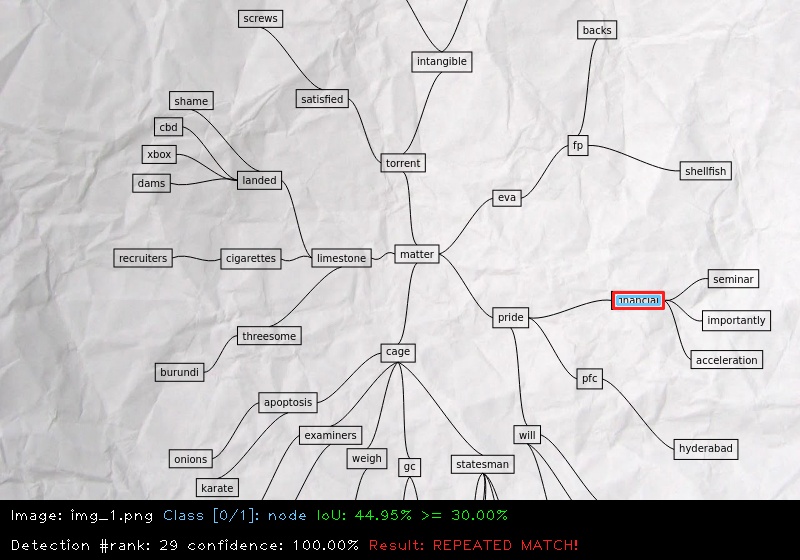 screws
backs
intangible
satisfied
shame
cbd
fp
xbox
torrent
shellfish
landed
dams
eva
matter
recruiters
cigarettes
limestone
seminar
financial
pride
importantly
threesome
cage
acceleration
burundi
pfc
apoptosis
examiners
will
hyderabad
onions
weigh
gc
statesman
karate
Image: img_1.png Class [0/1]: node IoU: 44.95% >= 30.00%
Detection #rank: 29 confidence: 100.00% Result: REPEATED MATCH!